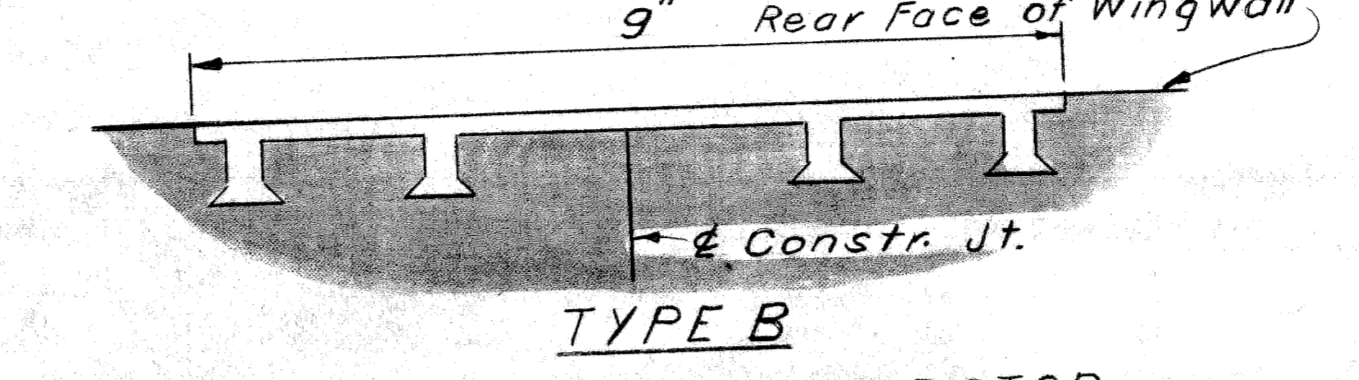 9" Rear Face of Wingwall
℄ Constr. Jt.
TYPE B